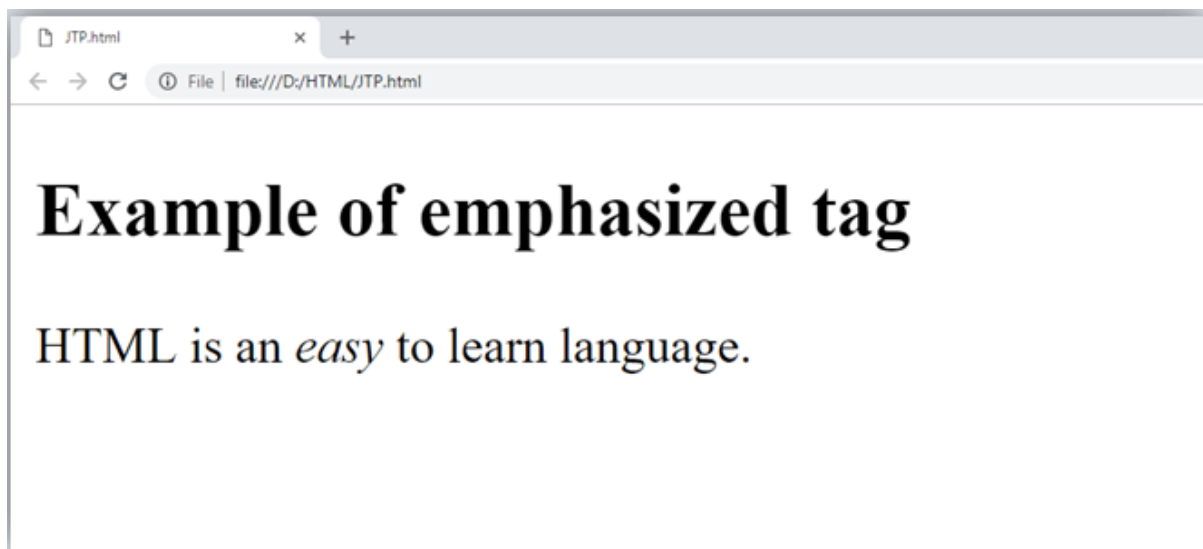 JTP.html
File file:///D:/HTML/JTP.html
Example of emphasized tag
HTML is an easy to learn language.